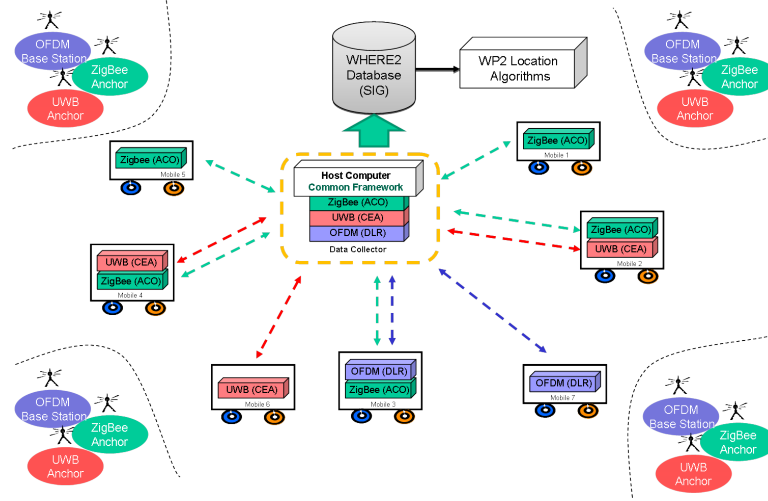 OFDM
Base Station
ZigBee
Anchor
UWB
Anchor
WHERE2
Database
(SIG)
WP2 Location
Algorithms
OFDM
Base Station
ZigBee
Anchor
UWB
Anchor
Zigbee (ACO)
Mobile 5
Host Computer
Common Framework
ZigBee (ACO)
UWB (CEA)
OFDM (DLR)
Data Collector
ZigBee (ACO)
Mobile 1
UWB (CEA)
ZigBee (ACO)
Mobile 4
ZigBee (ACO)
UWB (CEA)
Mobile 2
UWB (CEA)
Mobile 6
OFDM (DLR)
ZigBee (ACO)
Mobile 3
OFDM (DLR)
Mobile 7
OFDM
Base Station
ZigBee
Anchor
UWB
Anchor
OFDM
Base Station
ZigBee
Anchor
UWB
Anchor